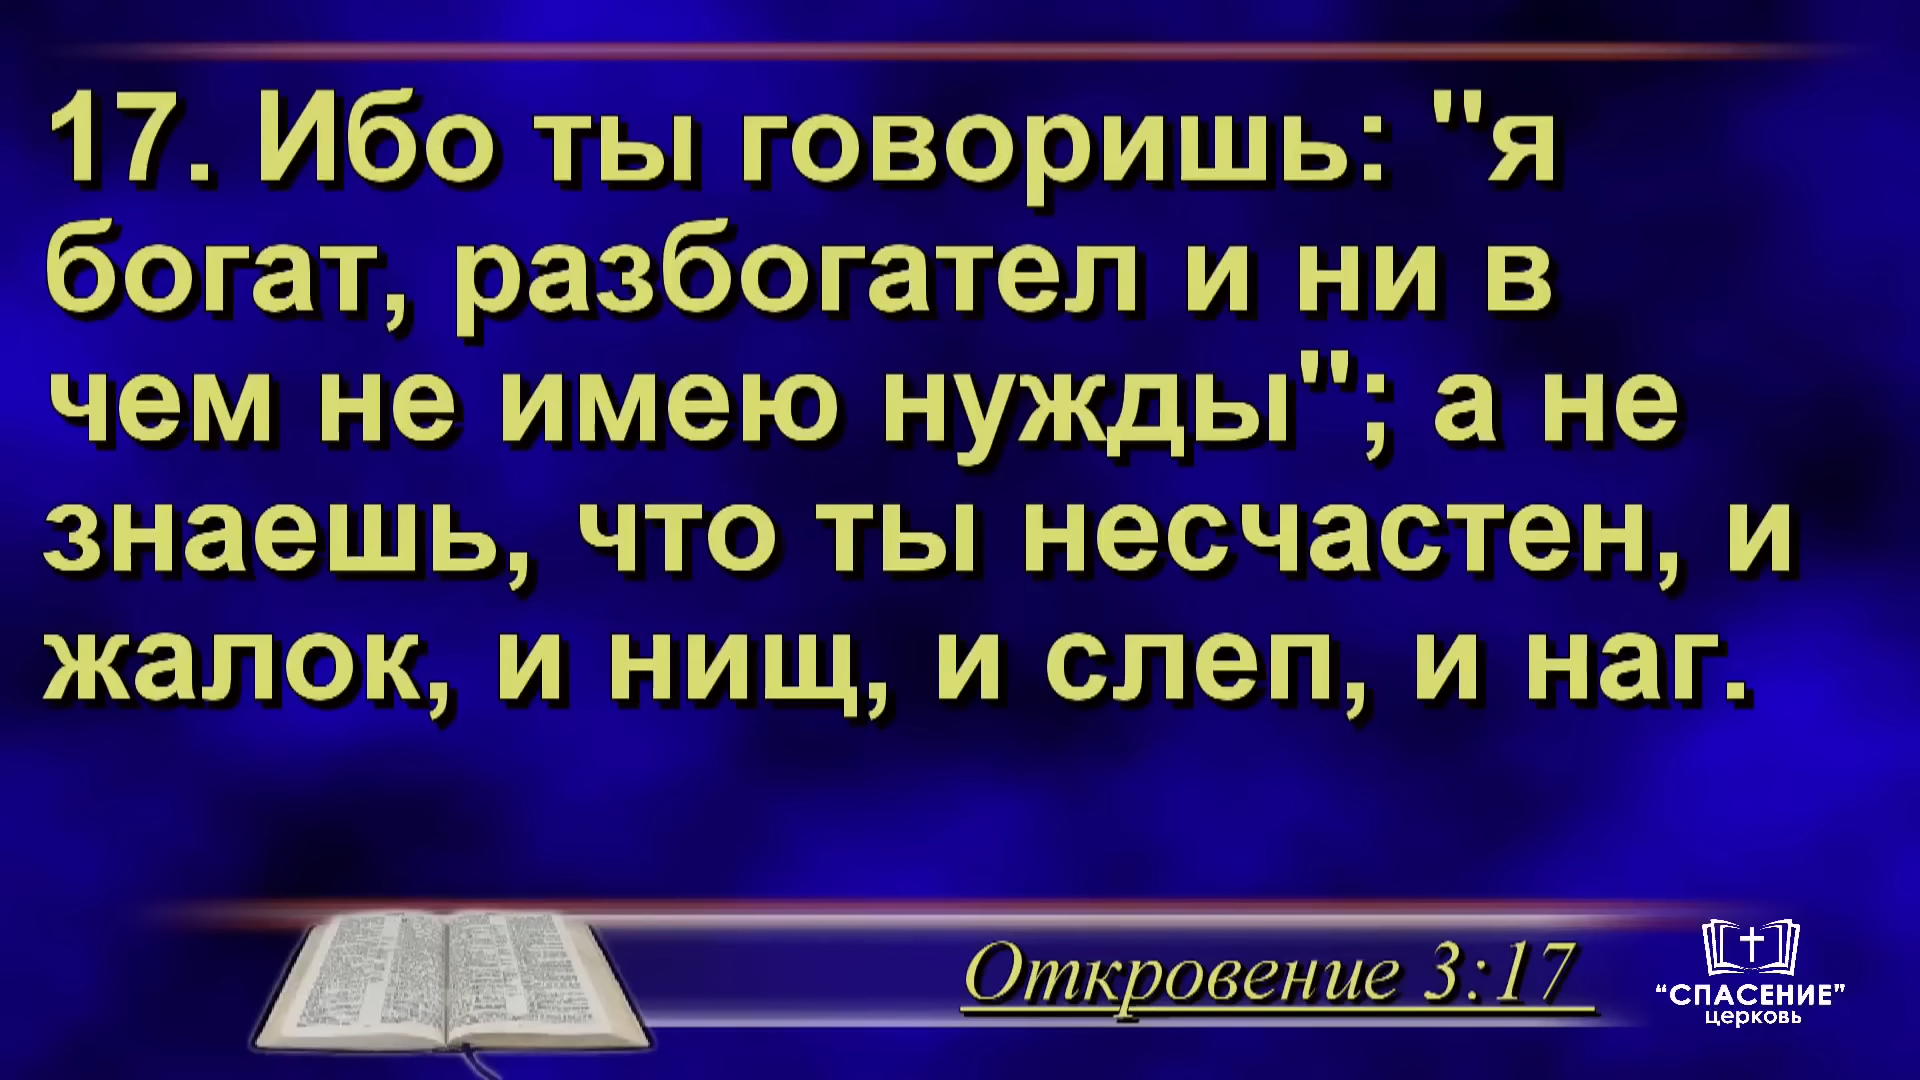 17. Ибо ты говоришь: "я
богат, разбогател и ни в
чем не имею нужды"; а не
знаешь, что ты несчастен, и
жалок, и нищ, и слеп, и наг.
Откровение 3:17
“СПАСЕНИЕ”
церковь